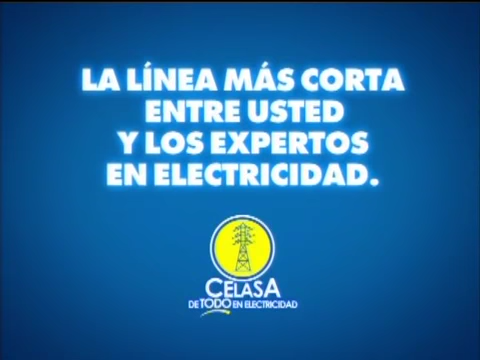 LA LÍNEA MÁS CORTA
ENTRE USTED
Y LOS EXPERTOS
EN ELECTRICIDAD.
CELASA
DE TODO EN ELECTRICIDAD